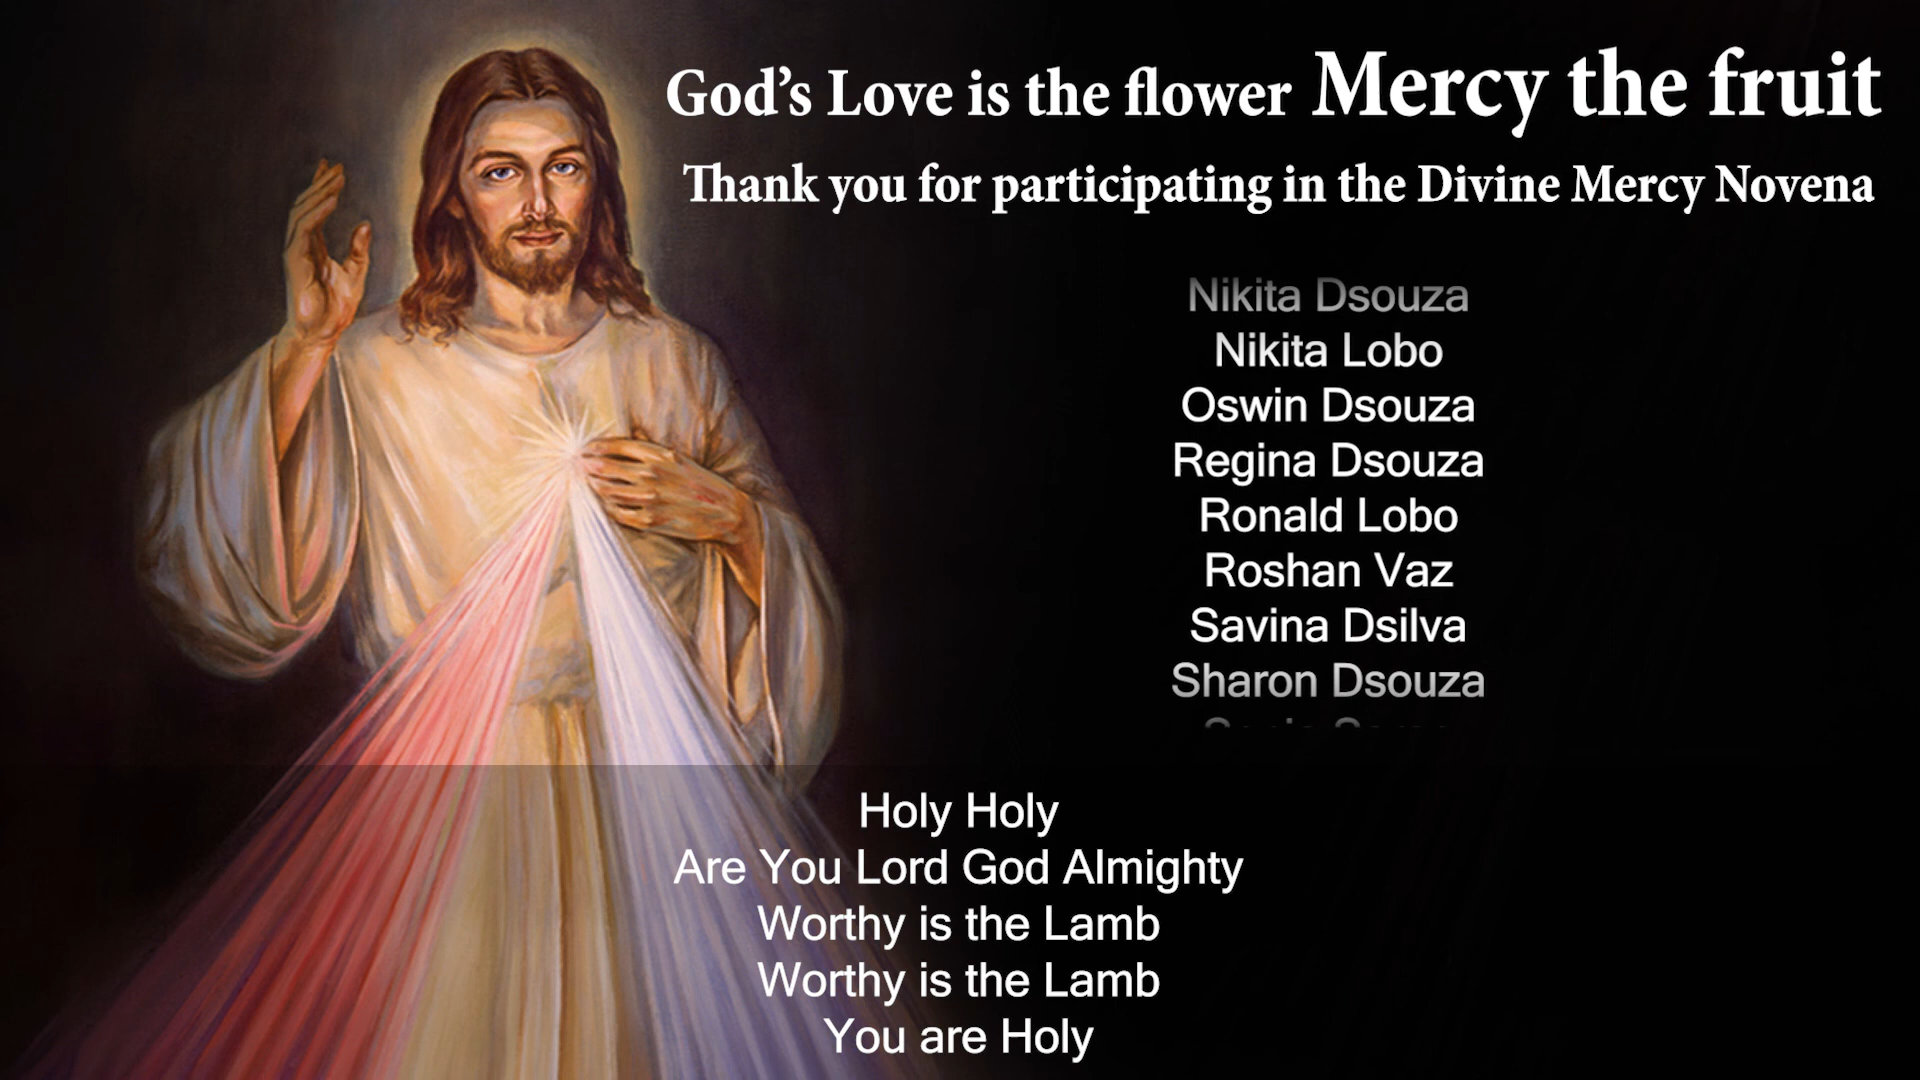 God's Love is the flower Mercy the fruit
Thank you for participating in the Divine Mercy Novena
Nikita Dsouza
Nikita Lobo
Oswin Dsouza
Regina Dsouza
Ronald Lobo
Roshan Vaz
Savina Dsilva
Sharon Dsouza
Holy Holy
Are You Lord God Almighty
Worthy is the Lamb
Worthy is the Lamb
You are Holy